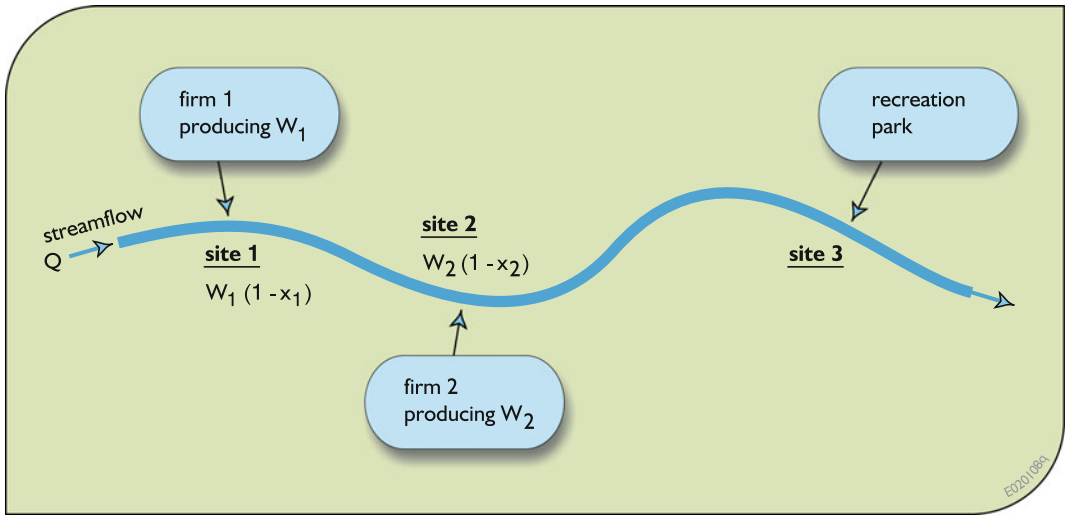 firm 1
producing W₁
recreation
park
streamflow
Q
site 1
W₁ (1 - x₁)
site 2
W₂ (1 - x₂)
site 3
firm 2
producing W₂
E020108q